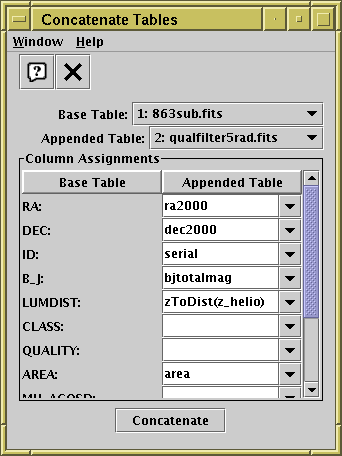 Concatenate Tables
Window Help
Base Table: 1: 863sub.fits
Appended Table: 2: qualfilter5rad.fits
Column Assignments
Base Table Appended Table
RA: ra2000
DEC: dec2000
ID: serial
B_J: bjtotalmag
LUMDIST: zToDist(z_helio)
CLASS:
QUALITY:
AREA: area
Concatenate